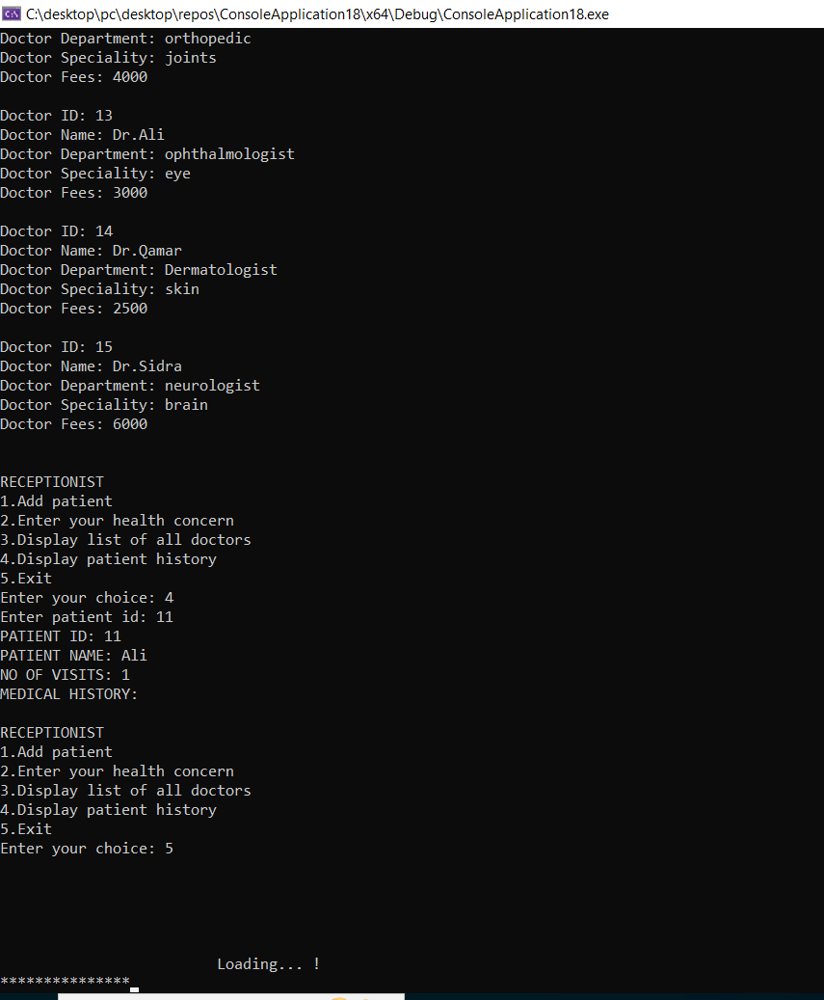 C:\desktop\pc\desktop\repos\ConsoleApplication18\x64\Debug\ConsoleApplication18.exe
Doctor Department: orthopedic
Doctor Speciality: joints
Doctor Fees: 4000
Doctor ID: 13
Doctor Name: Dr.Ali
Doctor Department: ophthalmologist
Doctor Speciality: eye
Doctor Fees: 3000
Doctor ID: 14
Doctor Name: Dr.Qamar
Doctor Department: Dermatologist
Doctor Speciality: skin
Doctor Fees: 2500
Doctor ID: 15
Doctor Name: Dr.Sidra
Doctor Department: neurologist
Doctor Speciality: brain
Doctor Fees: 6000
RECEPTIONIST
1.Add patient
2.Enter your health concern
3.Display list of all doctors
4.Display patient history
5.Exit
Enter your choice: 4
Enter patient id: 11
PATIENT ID: 11
PATIENT NAME: Ali
NO OF VISITS: 1
MEDICAL HISTORY:
RECEPTIONIST
1.Add patient
2.Enter your health concern
3.Display list of all doctors
4.Display patient history
5.Exit
Enter your choice: 5
Loading... !
***************